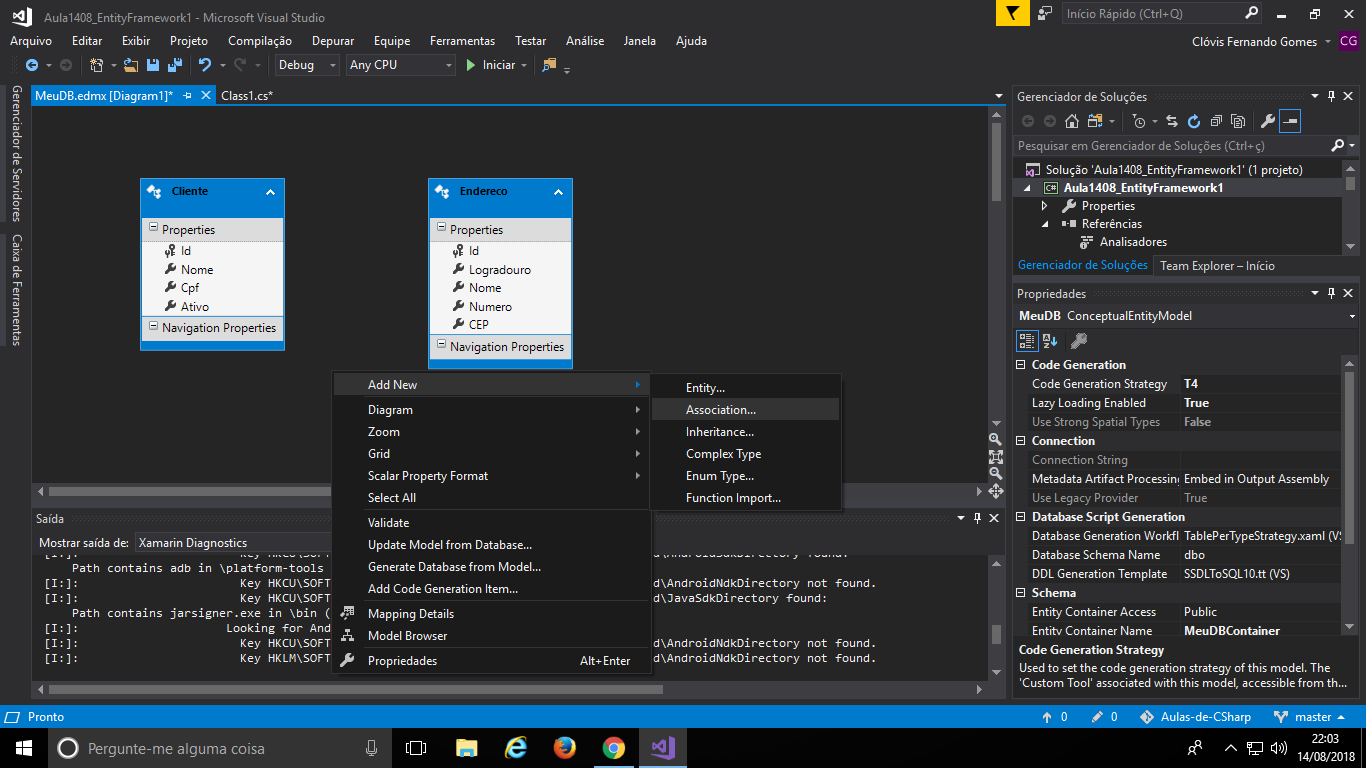 Aula1408_EntityFramework1 - Microsoft Visual Studio
Início Rápido (Ctrl+Q)
Arquivo Editar Exibir Projeto Compilação Depurar Equipe Ferramentas Testar Análise Janela Ajuda
Clóvis Fernando Gomes CG
Debug Any CPU Iniciar
Gerenciador de Servidores
Caixa de Ferramentas
MeuDB.edmx [Diagram1]* Class1.cs*
Cliente
Properties
Id
Nome
Cpf
Ativo
Navigation Properties
Endereco
Properties
Id
Logradouro
Nome
Numero
CEP
Navigation Properties
Add New
Diagram
Zoom
Grid
Scalar Property Format
Select All
Validate
Update Model from Database...
Generate Database from Model...
Add Code Generation Item...
Mapping Details
Model Browser
Propriedades Alt+Enter
Entity...
Association...
Inheritance...
Complex Type
Enum Type...
Function Import...
Saída
Mostrar saída de: Xamarin Diagnostics
[I:]: Key HKCU\SOFT d\AndroidSdkDirectory found:
Path contains adb in \platform-tools
[I:]: Key HKCU\SOFT d\AndroidNdkDirectory not found.
[I:]: Key HKCU\SOFT d\JavaSdkDirectory found:
Path contains jarsigner.exe in \bin (
[I:]: Looking for And
[I:]: Key HKCU\SOFT d\AndroidNdkDirectory not found.
[I:]: Key HKLM\SOFT d\AndroidNdkDirectory not found.
Gerenciador de Soluções
Pesquisar em Gerenciador de Soluções (Ctrl+ç)
Solução 'Aula1408_EntityFramework1' (1 projeto)
C# Aula1408_EntityFramework1
Properties
Referências
Analisadores
Gerenciador de Soluções Team Explorer – Início
Propriedades
MeuDB ConceptualEntityModel
Code Generation
Code Generation Strategy T4
Lazy Loading Enabled True
Use Strong Spatial Types False
Connection
Connection String
Metadata Artifact Processing Embed in Output Assembly
Use Legacy Provider True
Database Script Generation
Database Generation Workfl TablePerTypeStrategy.xaml (VS
Database Schema Name dbo
DDL Generation Template SSDLToSQL10.tt (VS)
Schema
Entity Container Access Public
Entity Container Name MeuDBContainer
Code Generation Strategy
Used to set the code generation strategy of this model. The
'Custom Tool' associated with this model, accessible from th...
Pronto 0 0 Aulas-de-CSharp master
Pergunte-me alguma coisa
22:03
14/08/2018